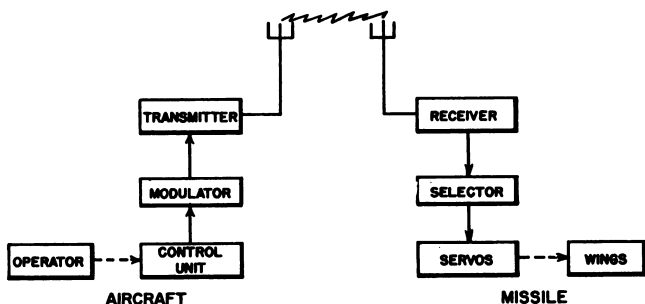 TRANSMITTER
MODULATOR
OPERATOR
CONTROL
UNIT
AIRCRAFT
RECEIVER
SELECTOR
SERVOS
WINGS
MISSILE